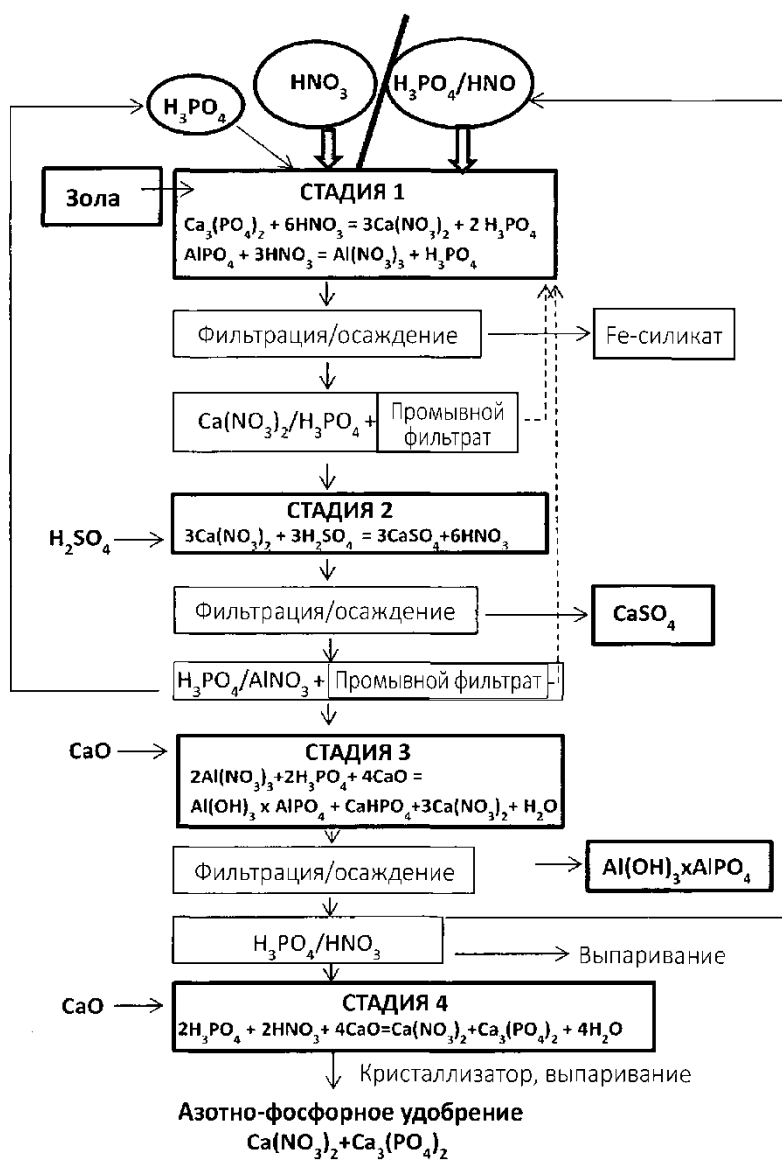 HNO₃
H₃PO₄/HNO
H₃PO₄
Зола
СТАДИЯ 1
Ca₃(PO₄)₂ + 6HNO₃ = 3Ca(NO₃)₂ + 2 H₃PO₄
AlPO₄ + 3HNO₃ = Al(NO₃)₃ + H₃PO₄
Фильтрация/осаждение
Fe-силикат
Ca(NO₃)₂/H₃PO₄ +
Промывной
фильтрат
H₂SO₄
СТАДИЯ 2
3Ca(NO₃)₂ + 3H₂SO₄ = 3CaSO₄+6HNO₃
Фильтрация/осаждение
CaSO₄
H₃PO₄/AlNO₃ + Промывной фильтрат
CaO
СТАДИЯ 3
2Al(NO₃)₃+2H₃PO₄+ 4CaO =
Al(OH)₃ x AlPO₄ + CaHPO₄+3Ca(NO₃)₂ + H₂O
Фильтрация/осаждение
Al(OH)₃xAlPO₄
H₃PO₄/HNO₃
Выпаривание
CaO
СТАДИЯ 4
2H₃PO₄ + 2HNO₃+ 4CaO=Ca(NO₃)₂+Ca₃(PO₄)₂ + 4H₂O
Кристаллизатор, выпаривание
Азотно-фосфорное удобрение
Ca(NO₃)₂+Ca₃(PO₄)₂